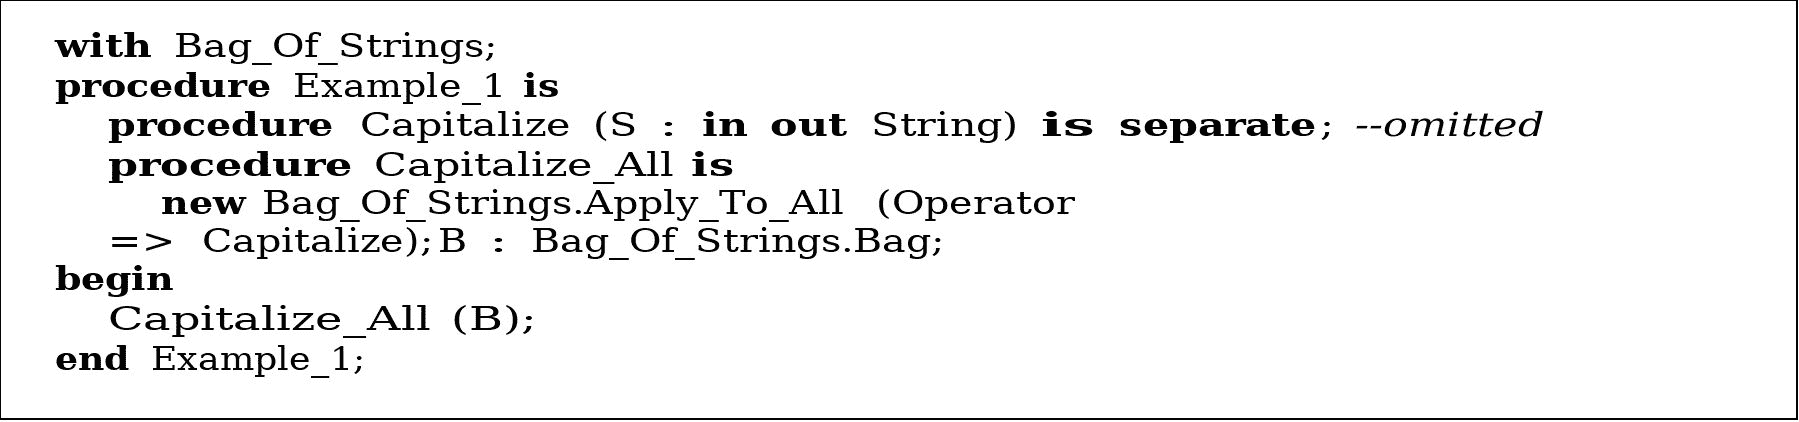 with Bag_Of_Strings;
procedure Example_1 is
procedure Capitalize (S : in out String) is separate; --omitted
procedure Capitalize_All is
new Bag_Of_Strings.Apply_To_All (Operator
=> Capitalize);B : Bag_Of_Strings.Bag;
begin
Capitalize_All (B);
end Example_1;